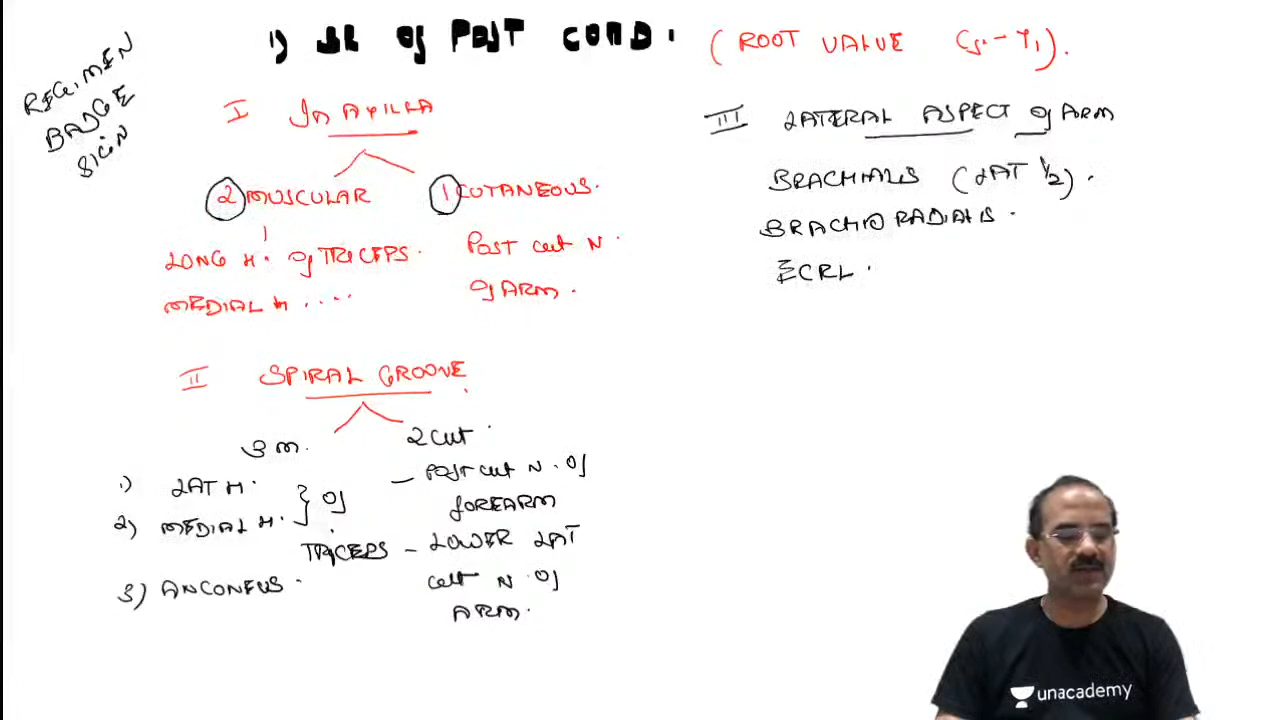 REGIMEN
BADGE
SIGN
1) BR Of POST COND. (ROOT VALUE C5 - T1).
I IN AXILLA
2 MUSCULAR
LONG H. Of TRICEPS.
MEDIAL H ....
1 CUTANEOUS.
POST cut N.
Of ARM.
II SPIRAL GROOVE
3 m.
1) LAT H.
2) MEDIAL H. } Of
TRICEPS
3) ANCONEUS.
2 cut.
- POST cut N. Of
fOREARM
- LOWER LAT
cut N. Of
ARM.
III LATERAL ASPECT Of ARM
BRACHIALIS (LAT 1/2).
BRACHIORADIALIS.
ECRL.
unacademy